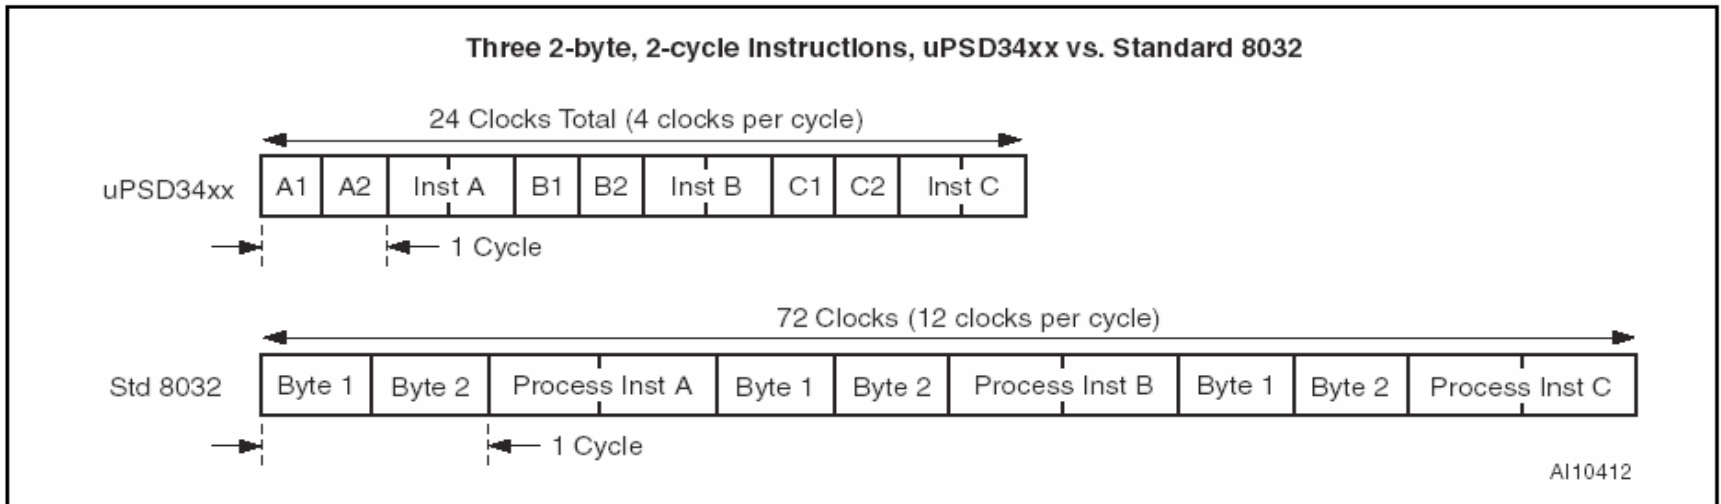 Three 2-byte, 2-cycle Instructions, uPSD34xx vs. Standard 8032
24 Clocks Total (4 clocks per cycle)
uPSD34xx A1 A2 Inst A B1 B2 Inst B C1 C2 Inst C
1 Cycle
72 Clocks (12 clocks per cycle)
Std 8032 Byte 1 Byte 2 Process Inst A Byte 1 Byte 2 Process Inst B Byte 1 Byte 2 Process Inst C
1 Cycle
AI10412